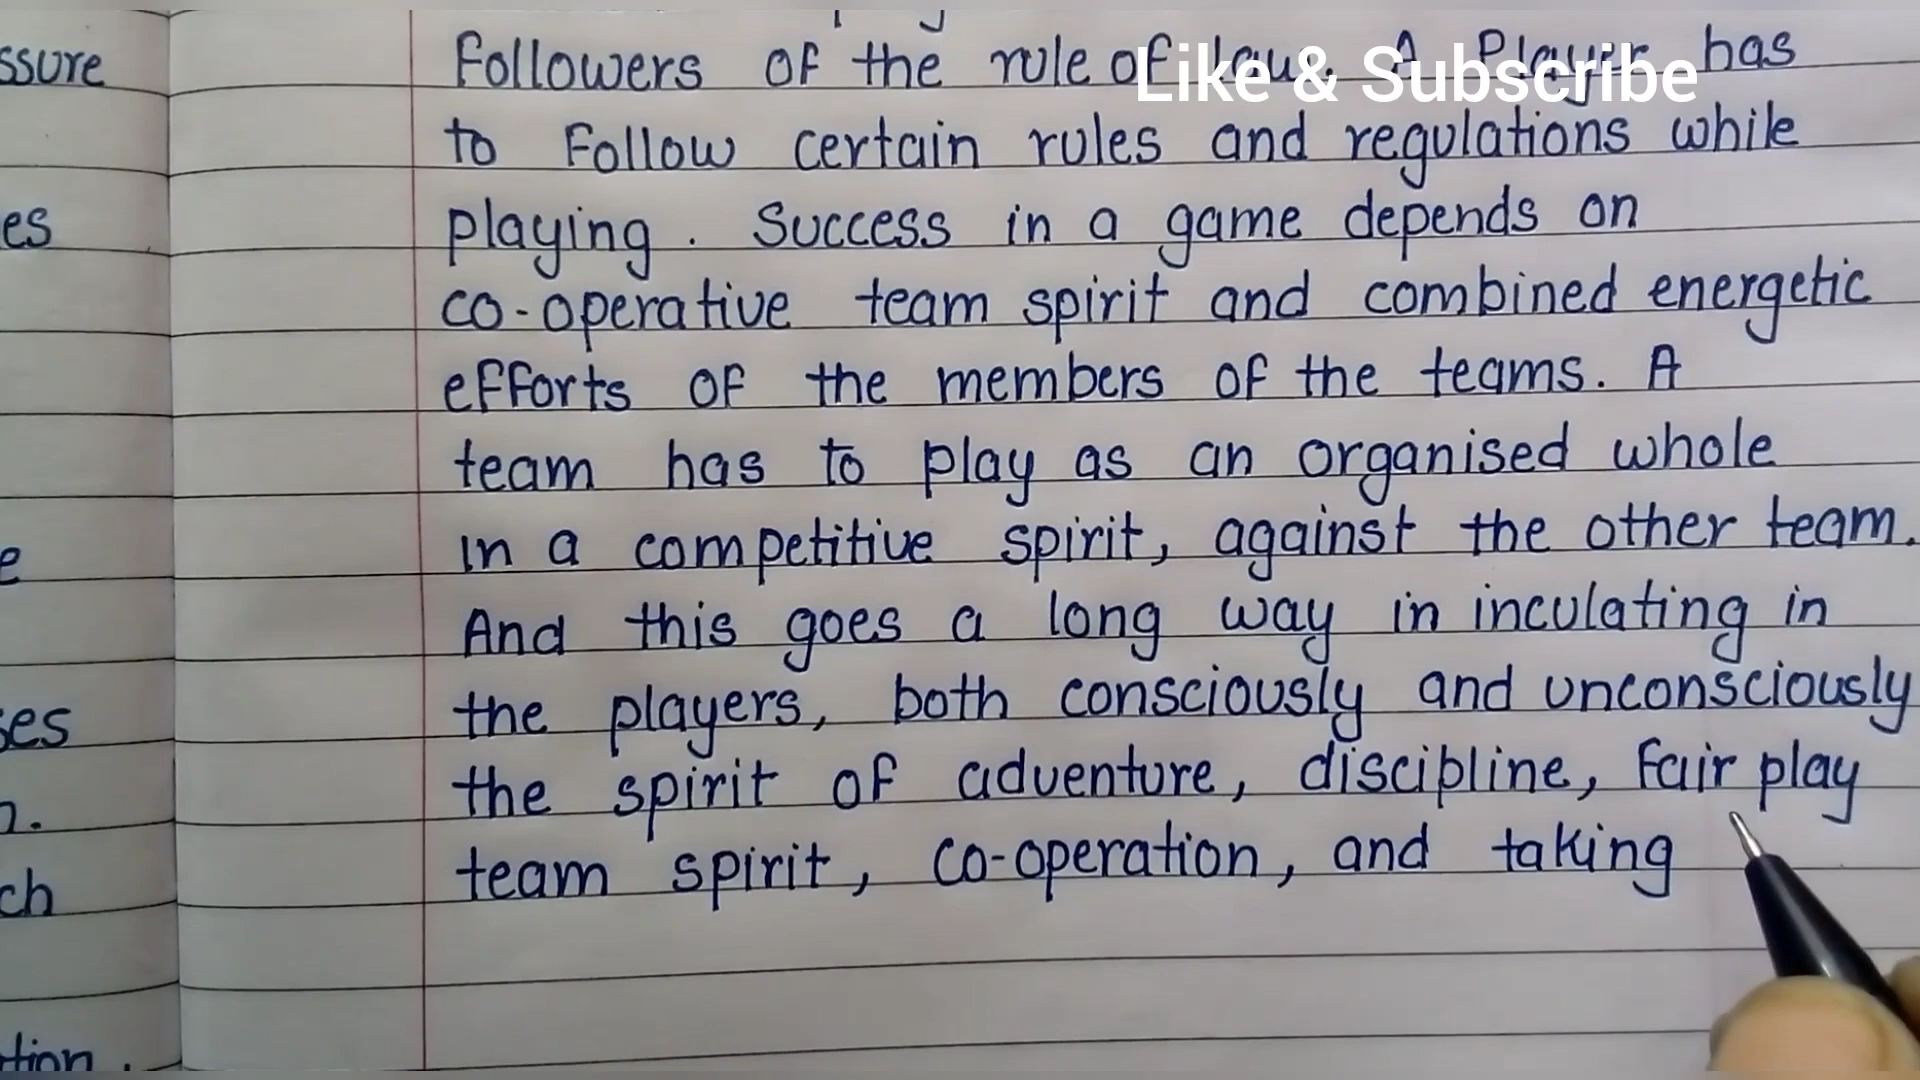 ssure
es
e
ses
n.
ch
tion.
Like & Subscribe
Followers of the rule of law. A Player has
to Follow certain rules and regulations while
playing. Success in a game depends on
co-operative team spirit and combined energetic
efforts of the members of the teams. A
team has to play as an organised whole
in a competitive spirit, against the other team.
And this goes a long way in inculating in
the players, both consciously and unconsciously
the spirit of adventure, discipline, Fair play
team spirit, co-operation, and taking